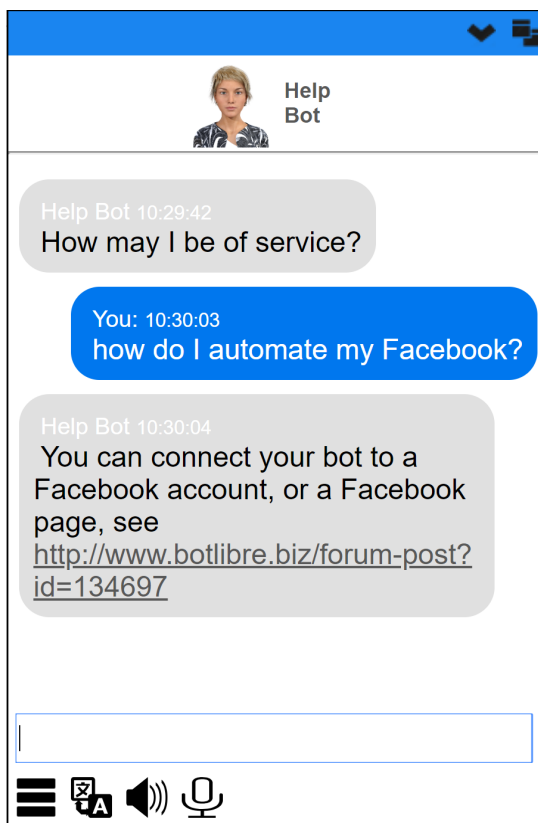 Help
Bot
Help Bot 10:29:42
How may I be of service?
You: 10:30:03
how do I automate my Facebook?
Help Bot 10:30:04
You can connect your bot to a
Facebook account, or a Facebook
page, see
http://www.botlibre.biz/forum-post?
id=134697
文
A